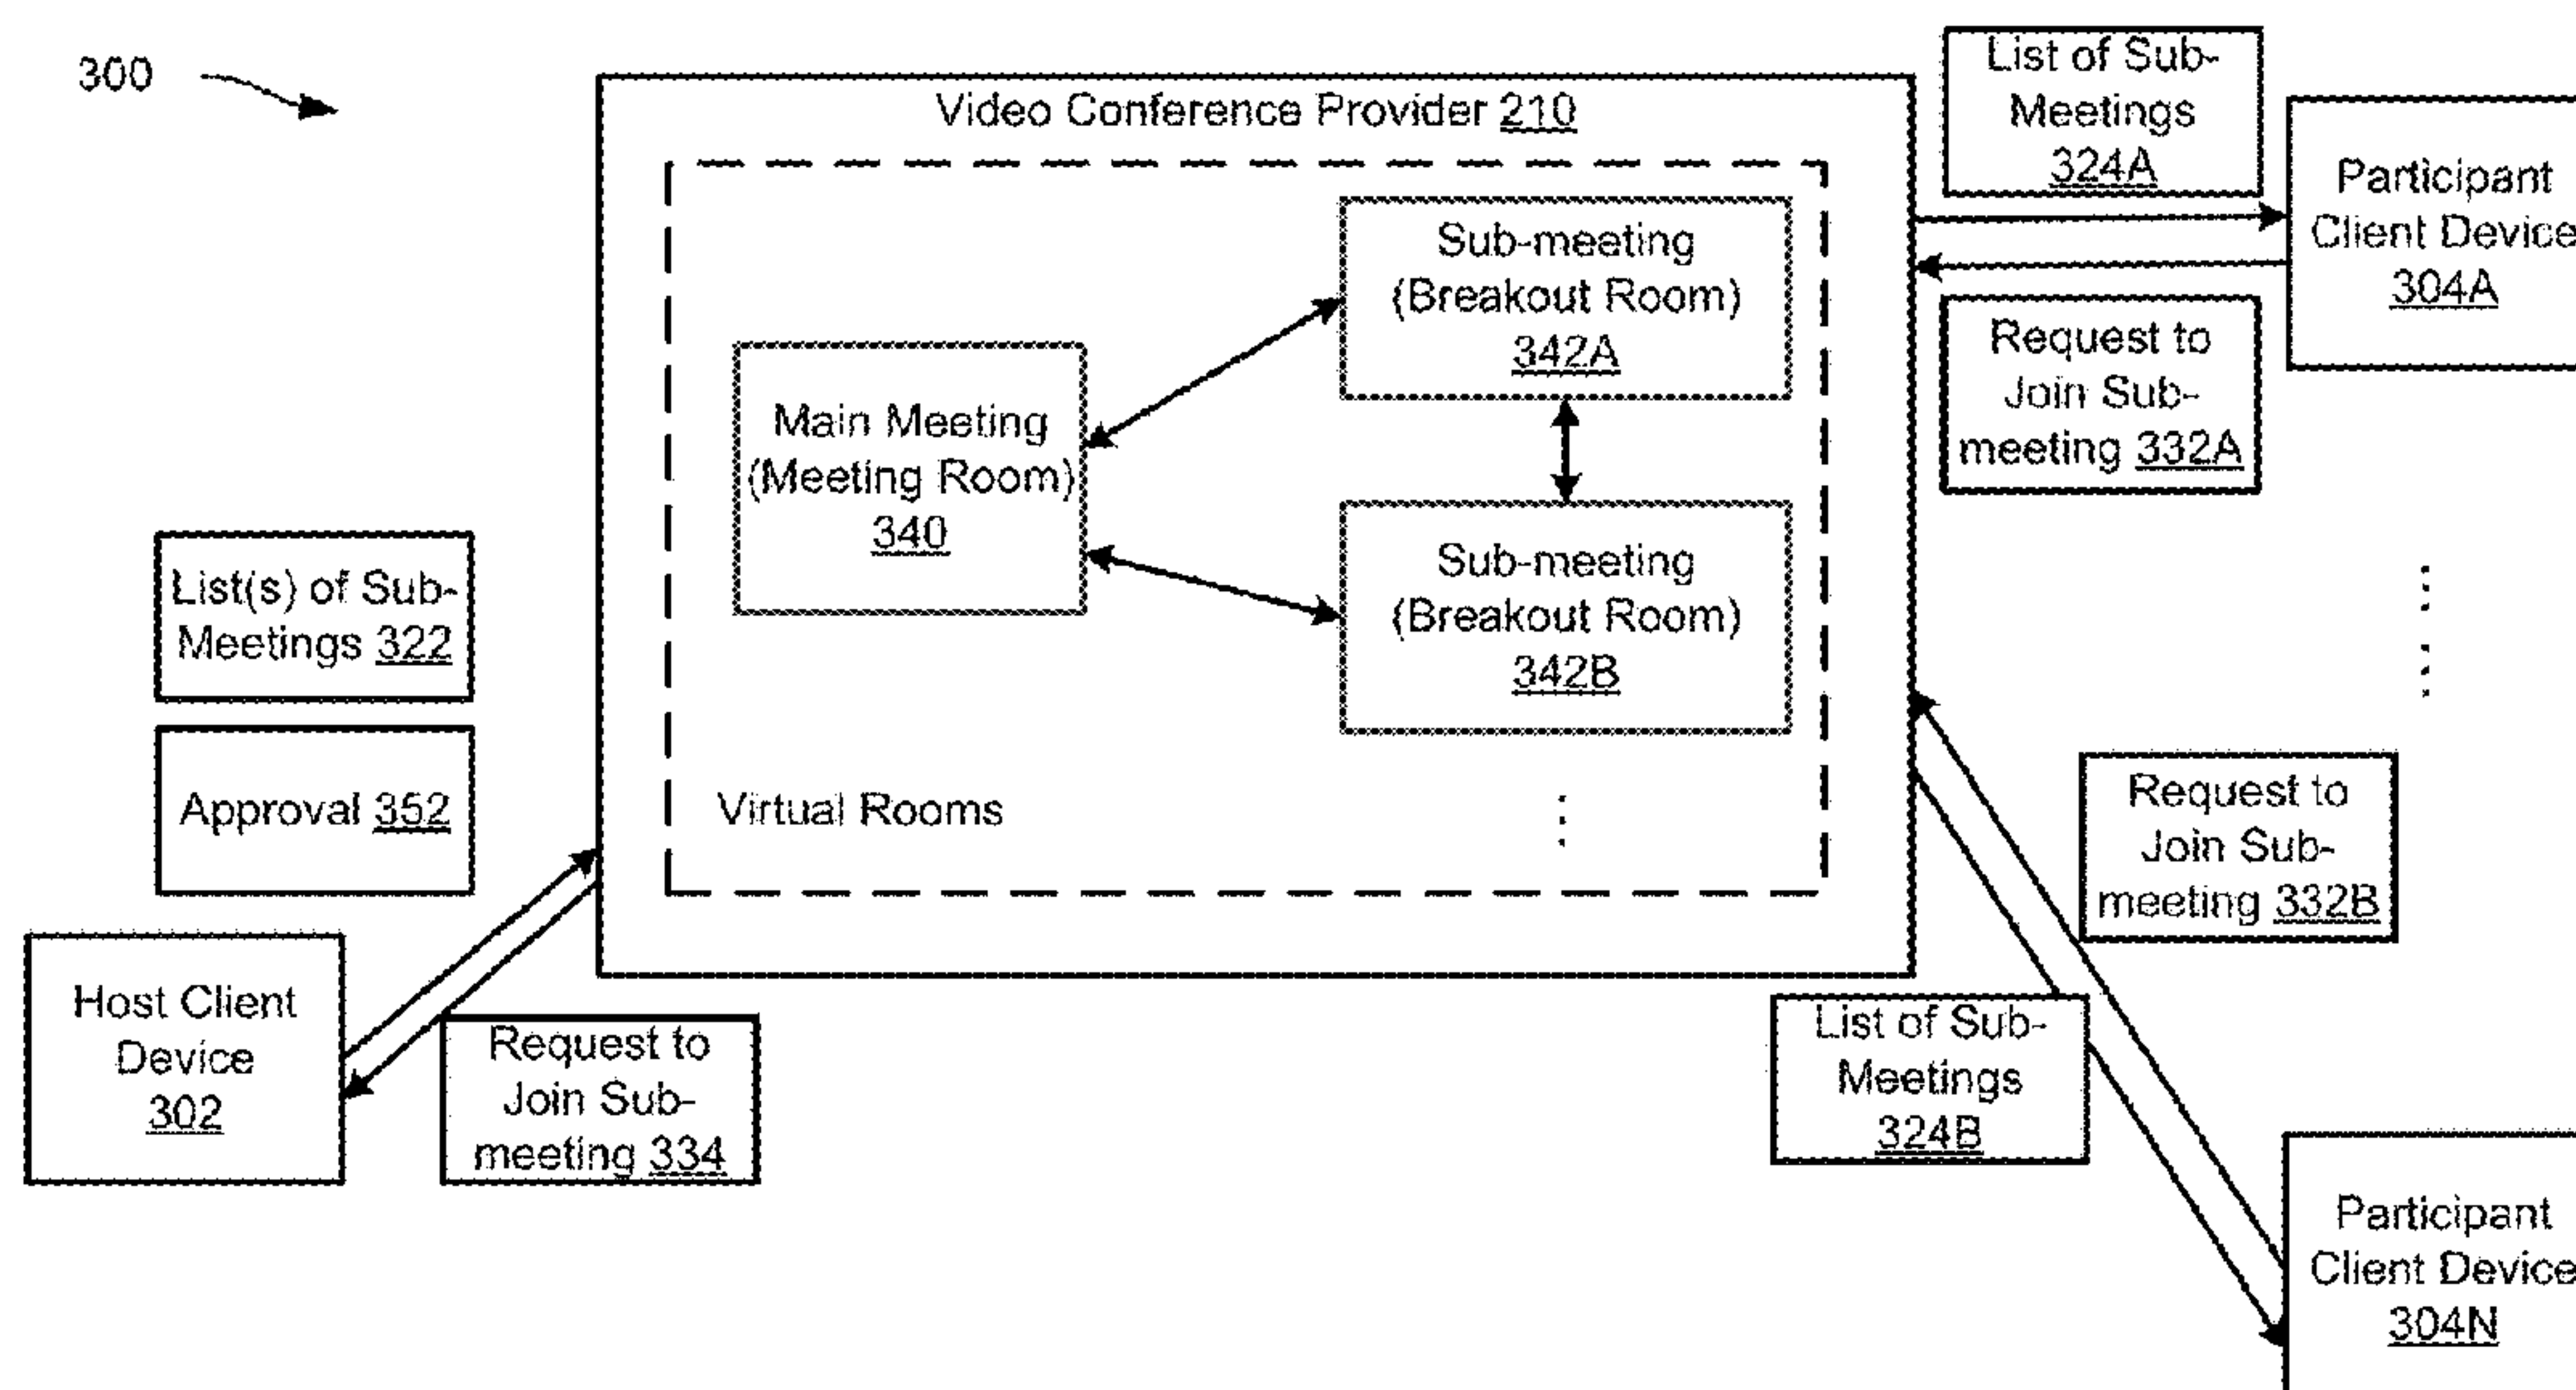 300
Video Conference Provider 210
List of Sub-
Meetings
324A
Participant
Client Device
304A
Sub-meeting
(Breakout Room)
342A
Request to
Join Sub-
meeting 332A
Main Meeting
(Meeting Room)
340
Sub-meeting
(Breakout Room)
342B
List(s) of Sub-
Meetings 322
Approval 352
Virtual Rooms
Request to
Join Sub-
meeting 332B
Host Client
Device
302
Request to
Join Sub-
meeting 334
List of Sub-
Meetings
324B
Participant
Client Device
304N